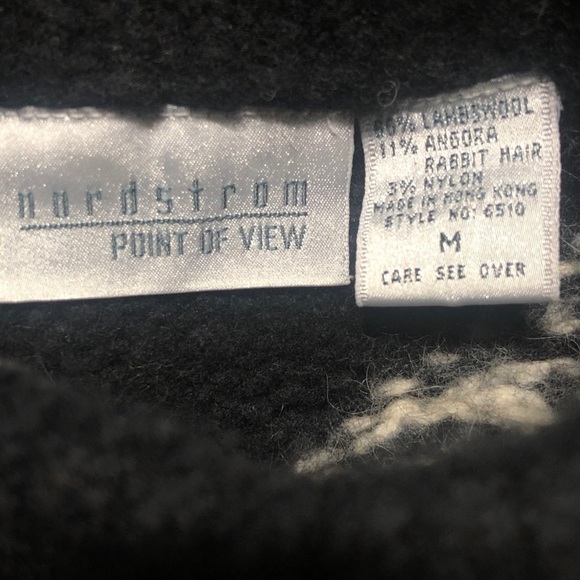 nordstrom
POINT OF VIEW
LAMBSWOOL
11% ANGORA
RABBIT HAIR
3% NYLON
MADE IN HONG KONG
STYLE NO: 6510
M
CARE SEE OVER